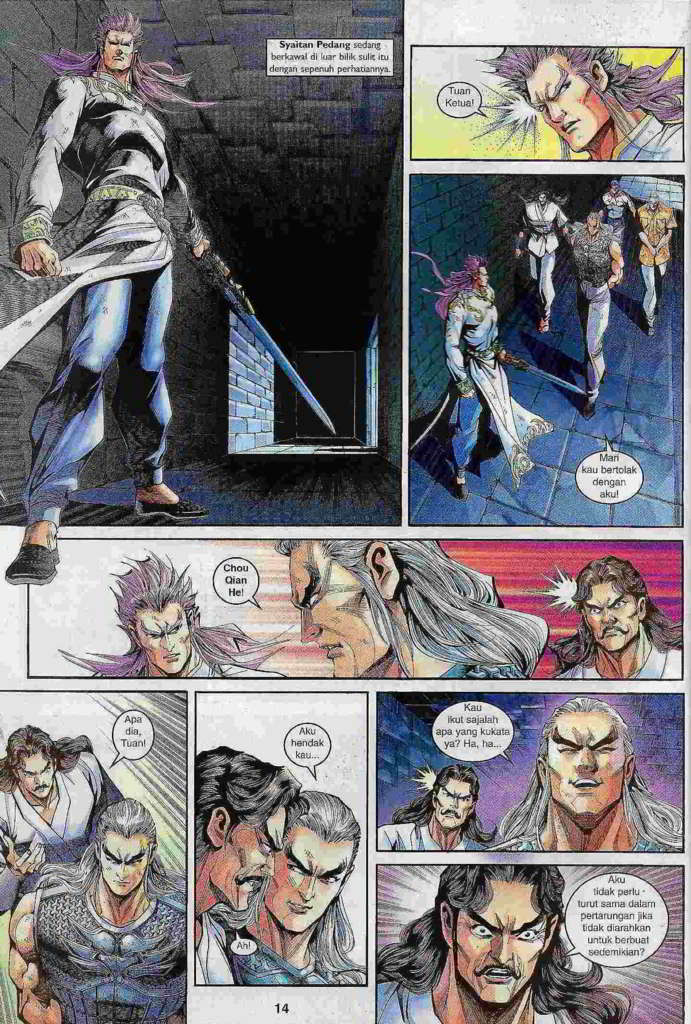 Syaitan Pedang sedang
berkawal di luar bilik sulit itu
dengan sepenuh perhatiannya.
Tuan
Ketua!
Mari
kau bertolak
dengan
aku!
Chou
Qian
He!
Apa
dia,
Tuan!
Aku
hendak
kau...
Ah!
Kau
ikut sajalah
apa yang kukata
ya? Ha, ha...
Aku
tidak perlu
turut sama dalam
pertarungan jika
tidak diarahkan
untuk berbuat
sedemikian?
14